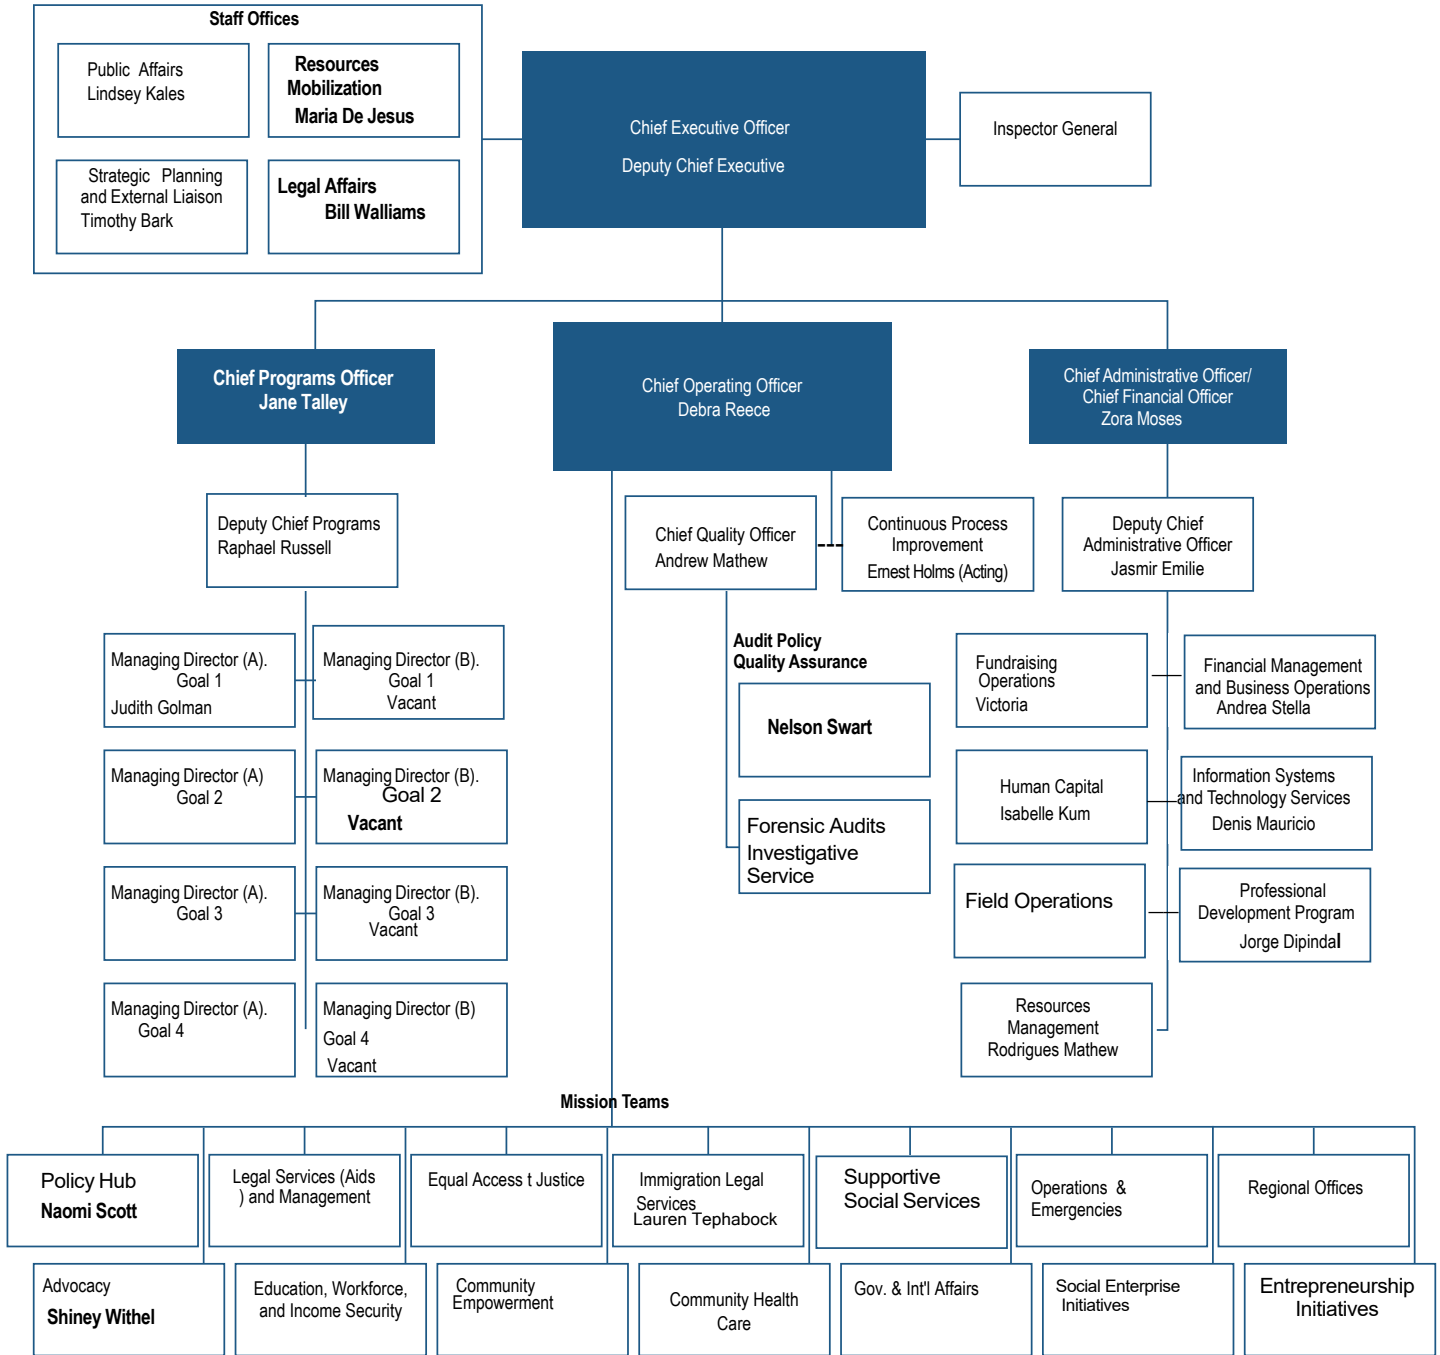 Staff Offices
Public Affairs
Lindsey Kales
Resources
Mobilization
Maria De Jesus
Strategic Planning
and External Liaison
Timothy Bark
Legal Affairs
Bill Walliams
Chief Executive Officer
Deputy Chief Executive
Inspector General
Chief Programs Officer
Jane Talley
Chief Operating Officer
Debra Reece
Chief Administrative Officer/
Chief Financial Officer
Zora Moses
Deputy Chief Programs
Raphael Russell
Chief Quality Officer
Andrew Mathew
Continuous Process
Improvement
Ernest Holms (Acting)
Deputy Chief
Administrative Officer
Jasmir Emilie
Managing Director (A).
Goal 1
Judith Golman
Managing Director (B).
Goal 1
Vacant
Managing Director (A)
Goal 2
Managing Director (B).
Goal 2
Vacant
Managing Director (A).
Goal 3
Managing Director (B).
Goal 3
Vacant
Managing Director (A).
Goal 4
Managing Director (B)
Goal 4
Vacant
Audit Policy
Quality Assurance
Nelson Swart
Forensic Audits
Investigative
Service
Fundraising
Operations
Victoria
Financial Management
and Business Operations
Andrea Stella
Human Capital
Isabelle Kum
Information Systems
and Technology Services
Denis Mauricio
Field Operations
Professional
Development Program
Jorge Dipindal
Resources
Management
Rodrigues Mathew
Mission Teams
Policy Hub
Naomi Scott
Legal Services (Aids
) and Management
Equal Access t Justice
Immigration Legal
Services
Lauren Tephabock
Supportive
Social Services
Operations &
Emergencies
Regional Offices
Advocacy
Shiney Withel
Education, Workforce,
and Income Security
Community
Empowerment
Community Health
Care
Gov. & Int'l Affairs
Social Enterprise
Initiatives
Entrepreneurship
Initiatives